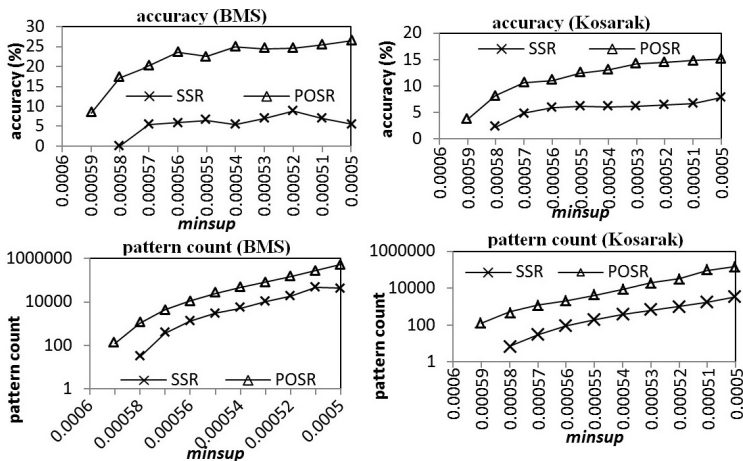 accuracy (BMS)
accuracy (%)
30
25
20
15
10
5
0
SSR POSR
0.0006 0.00059 0.00058 0.00057 0.00056 0.00055 0.00054 0.00053 0.00052 0.00051 0.0005
minsup
accuracy (Kosarak)
accuracy (%)
20
15
10
5
0
SSR POSR
0.0006 0.00059 0.00058 0.00057 0.00056 0.00055 0.00054 0.00053 0.00052 0.00051 0.0005
minsup
pattern count (BMS)
pattern count
1000000
10000
100
1
SSR POSR
0.0006 0.00058 0.00056 0.00054 0.00052 0.0005
minsup
pattern count (Kosarak)
pattern count
1000000
10000
100
1
SSR POSR
0.0006 0.00059 0.00058 0.00057 0.00056 0.00055 0.00054 0.00053 0.00052 0.00051 0.0005
minsup